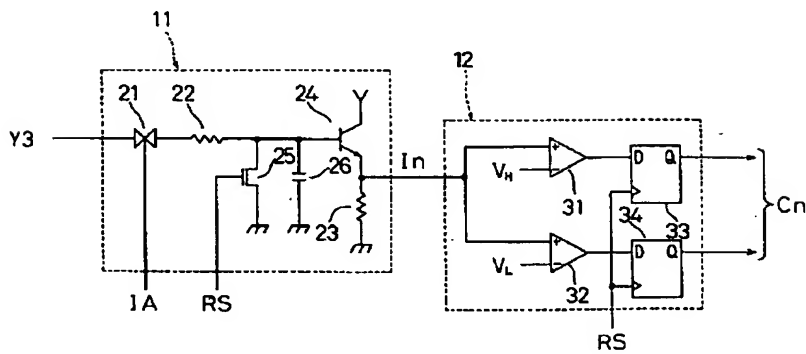 11
12
21
22
24
Y3
In
25
26
23
IA
RS
+
−
V_H
31
D
Q
33
34
Cn
+
−
V_L
32
D
Q
RS